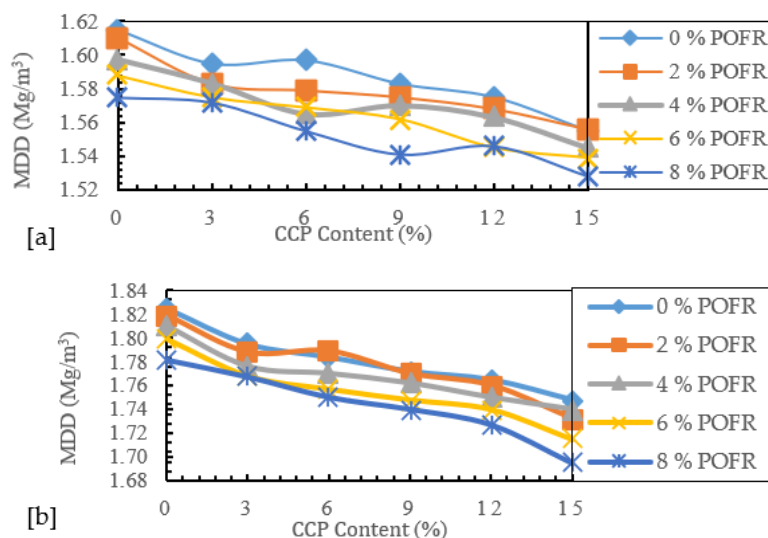 1.62
1.60
1.58
1.56
1.54
1.52
MDD (Mg/m³)
0 3 6 9 12 15
CCP Content (%)
0 % POFR
2 % POFR
4 % POFR
6 % POFR
8 % POFR
[a]
1.84
1.82
1.80
1.78
1.76
1.74
1.72
1.70
1.68
MDD (Mg/m³)
0 3 6 9 12 15
CCP Content (%)
0 % POFR
2 % POFR
4 % POFR
6 % POFR
8 % POFR
[b]